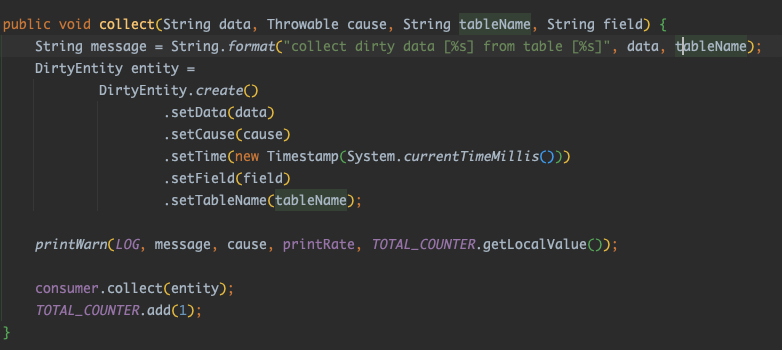 public void collect(String data, Throwable cause, String tableName, String field) {
String message = String.format("collect dirty data [%s] from table [%s]", data, tableName);
DirtyEntity entity =
DirtyEntity.create()
.setData(data)
.setCause(cause)
.setTime(new Timestamp(System.currentTimeMillis()))
.setField(field)
.setTableName(tableName);
printWarn(LOG, message, cause, printRate, TOTAL_COUNTER.getLocalValue());
consumer.collect(entity);
TOTAL_COUNTER.add(1);
}